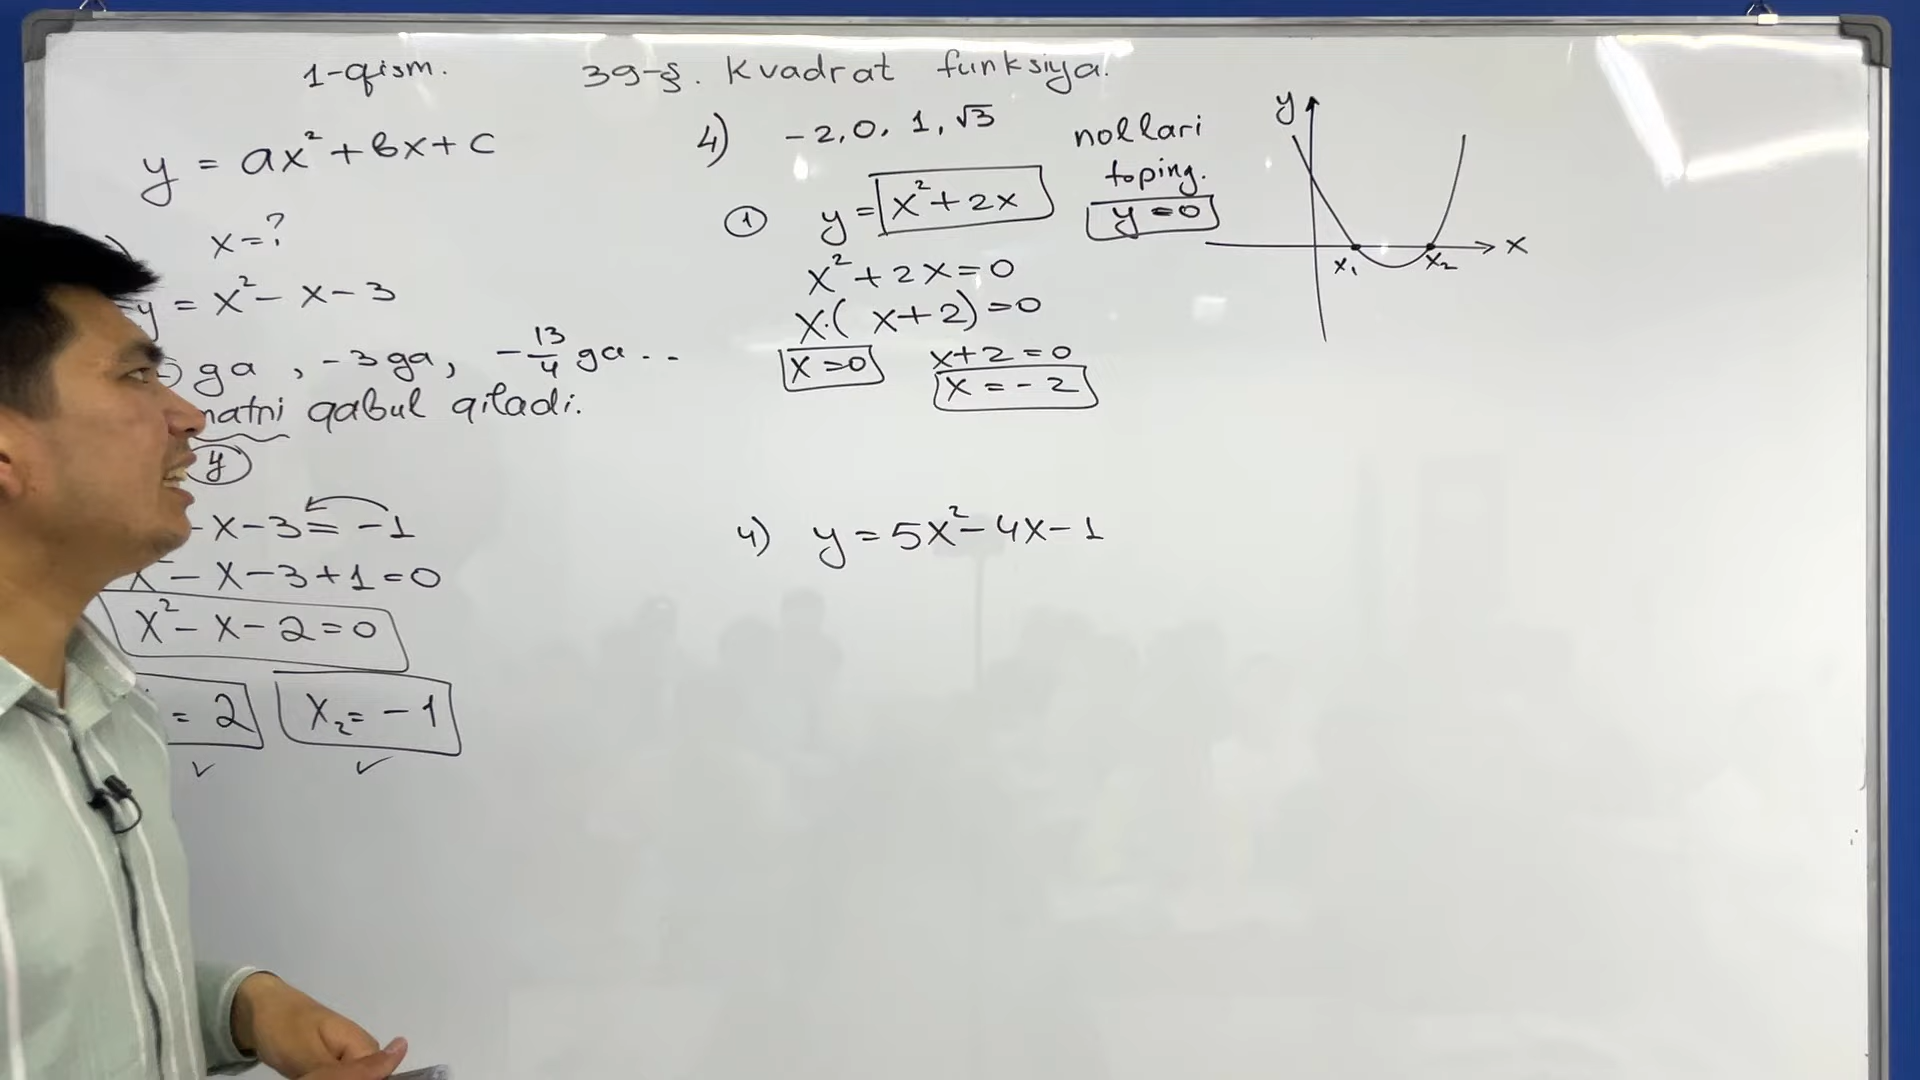 1-qism. 39-§. Kvadrat funksiya.
y = ax² + bx + c
x = ?
y = x² - x - 3
ga, -3 ga, -13/4 ga ..
qabul qiladi.
y
- x - 3 = -1
x² - x - 3 + 1 = 0
x² - x - 2 = 0
= 2 x₂ = -1
4) -2, 0, 1, √3 nollari
toping.
① y = x² + 2x y = 0
x² + 2x = 0
x·(x + 2) = 0
x = 0 x + 2 = 0
x = -2
4) y = 5x² - 4x - 1
y
x₁ x₂ x